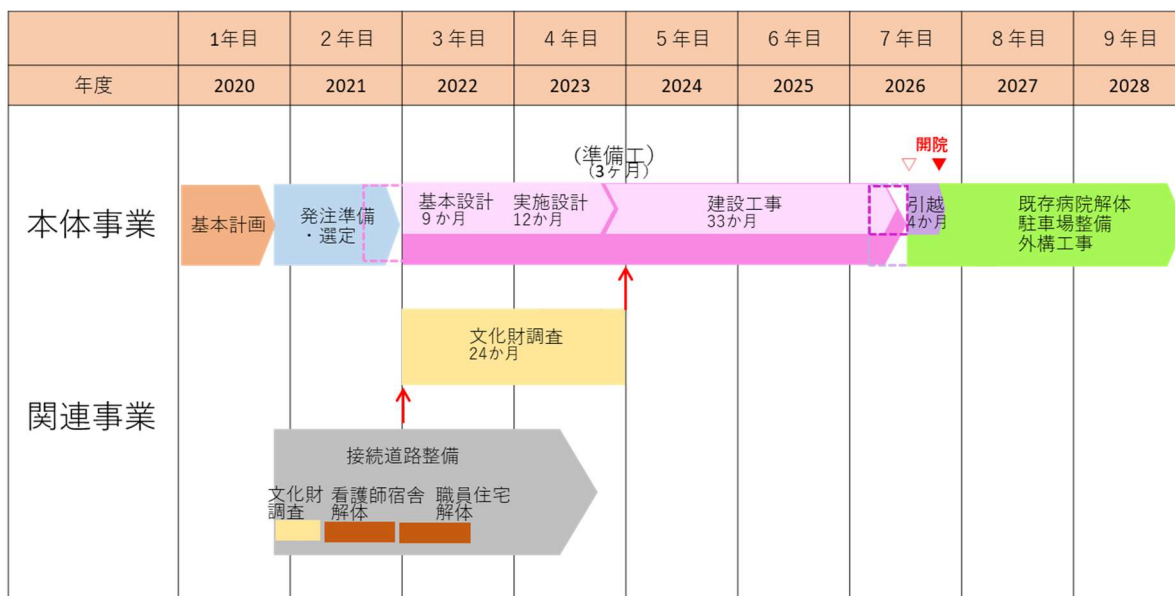 1年目 2年目 3年目 4年目 5年目 6年目 7年目 8年目 9年目
年度 2020 2021 2022 2023 2024 2025 2026 2027 2028
(準備工)
(3ヶ月)
開院
本体事業
基本計画
発注準備
・選定
基本設計
9か月
実施設計
12か月
建設工事
33か月
引越
4か月
既存病院解体
駐車場整備
外構工事
文化財調査
24か月
関連事業
接続道路整備
文化財
調査
看護師宿舎
解体
職員住宅
解体